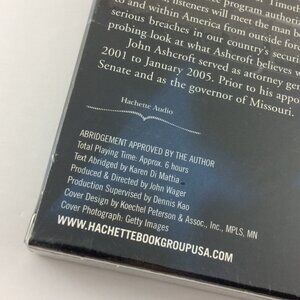 Timoth
listeners will meet the man b
to and within America from outside for
serious breaches in our country's securi
probing look at what Ashcroft believes w
John Ashcroft served as attorney gen
2001 to January 2005. Prior to his ap
Senate and as the governor of Missouri.
Hachette Audio
ABRIDGEMENT APPROVED BY THE AUTHOR
Total Playing Time: Approx. 6 hours
Text Abridged by Karen Di Mattia
Produced & Directed by John Wager
Production Supervised by Dennis Kao
Cover Design by Koechel Peterson & Assoc., Inc., MPLS, MN
Cover Photograph: Getty Images
WWW.HACHETTEBOOKGROUPUSA.COM